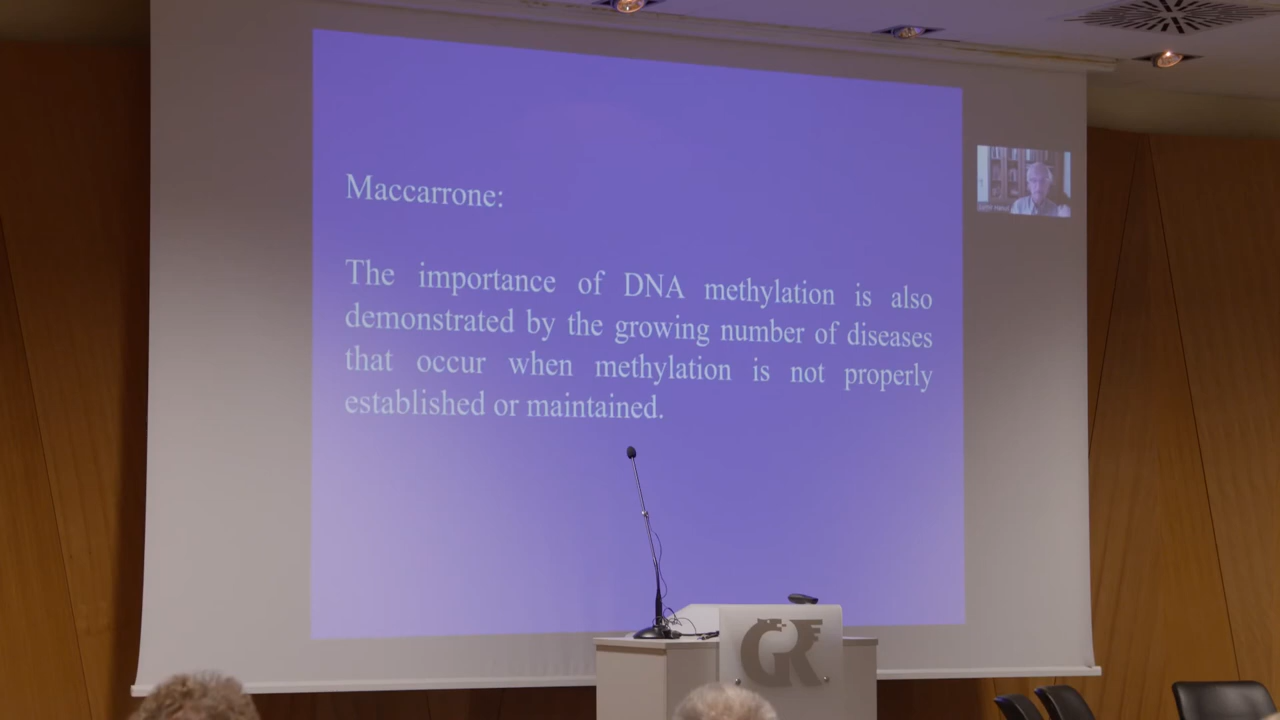 Maccarrone:
The importance of DNA methylation is also
demonstrated by the growing number of diseases
that occur when methylation is not properly
established or maintained.